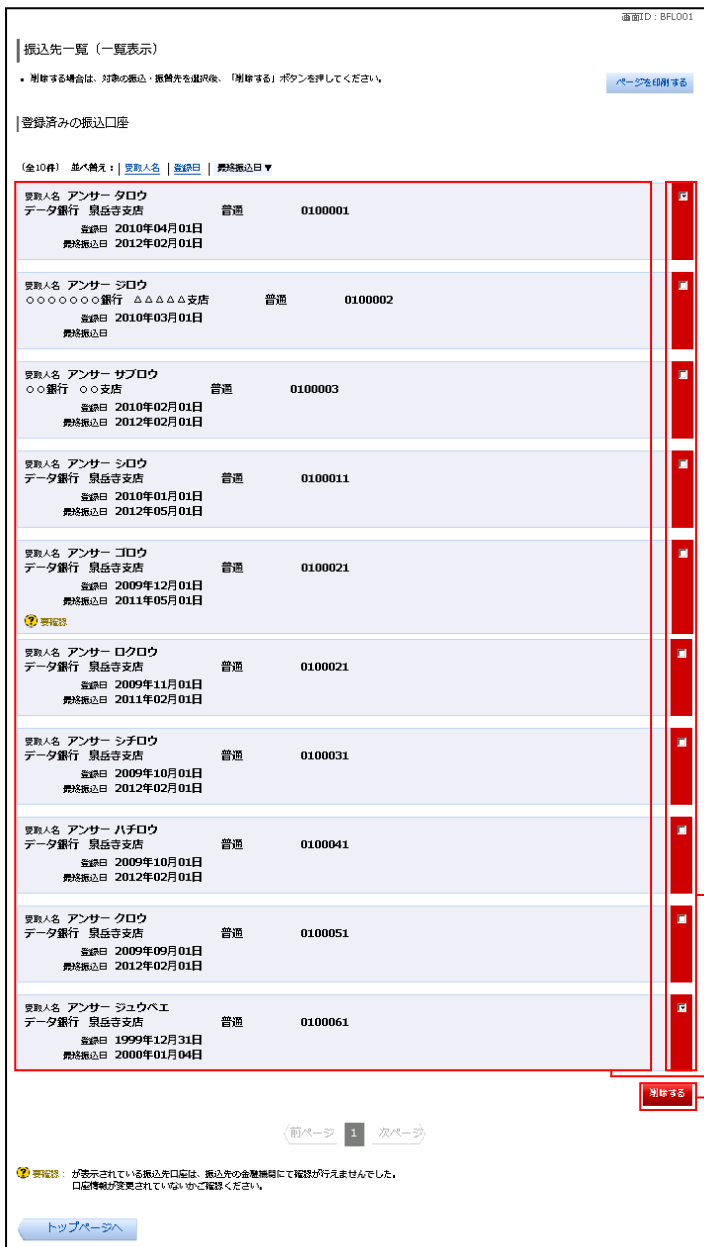 画面ID：BFL001
振込先一覧（一覧表示）
• 削除する場合は、対象の振込・振替先を選択後、「削除する」ボタンを押してください。
ページを印刷する
登録済みの振込口座
(全10件) 並べ替え：| 受取人名 | 登録日 | 最終振込日▼
受取人名 アンサー タロウ
データ銀行 泉岳寺支店 普通 0100001
登録日 2010年04月01日
最終振込日 2012年02月01日
受取人名 アンサー ジロウ
○○○○○○○銀行 △△△△△支店 普通 0100002
登録日 2010年03月01日
最終振込日
受取人名 アンサー サブロウ
○○銀行 ○○支店 普通 0100003
登録日 2010年02月01日
最終振込日 2012年02月01日
受取人名 アンサー シロウ
データ銀行 泉岳寺支店 普通 0100011
登録日 2010年01月01日
最終振込日 2012年05月01日
受取人名 アンサー ゴロウ
データ銀行 泉岳寺支店 普通 0100021
登録日 2009年12月01日
最終振込日 2011年05月01日
? 要確認
受取人名 アンサー ロクロウ
データ銀行 泉岳寺支店 普通 0100021
登録日 2009年11月01日
最終振込日 2011年02月01日
受取人名 アンサー シチロウ
データ銀行 泉岳寺支店 普通 0100031
登録日 2009年10月01日
最終振込日 2012年02月01日
受取人名 アンサー ハチロウ
データ銀行 泉岳寺支店 普通 0100041
登録日 2009年10月01日
最終振込日 2012年02月01日
受取人名 アンサー クロウ
データ銀行 泉岳寺支店 普通 0100051
登録日 2009年09月01日
最終振込日 2012年02月01日
受取人名 アンサー ジュウベエ
データ銀行 泉岳寺支店 普通 0100061
登録日 1999年12月31日
最終振込日 2000年01月04日
削除する
前ページ 1 次ページ
? 要確認： が表示されている振込先口座は、振込先の金融機関にて確認が行えませんでした。
口座情報が変更されていないかご確認ください。
トップページへ